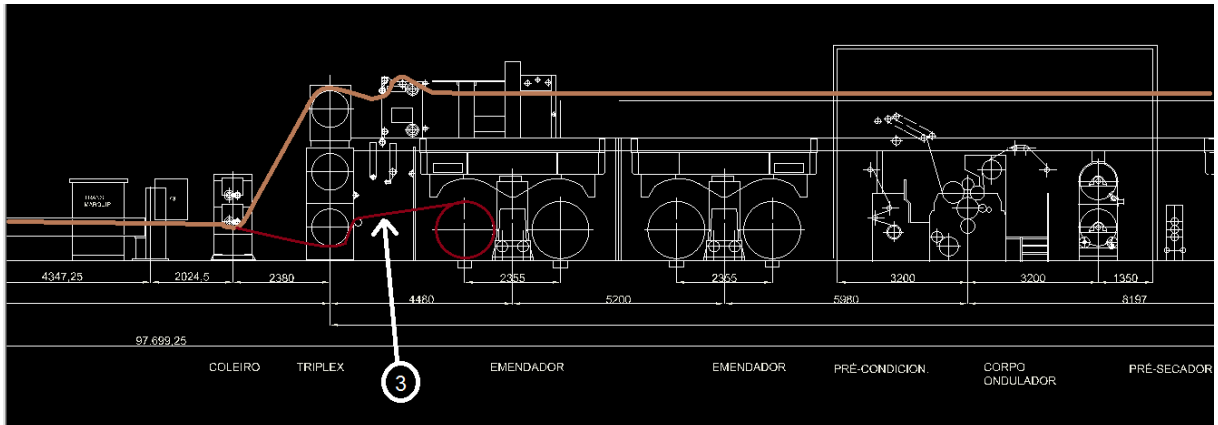 MARQUIP
4347,25
2024,5
2380
2355
2355
3200
3200
1350
4480
5200
5980
8197
97.699,25
COLEIRO
TRIPLEX
EMENDADOR
EMENDADOR
PRÉ-CONDICION.
CORPO
ONDULADOR
PRÉ-SECADOR
3